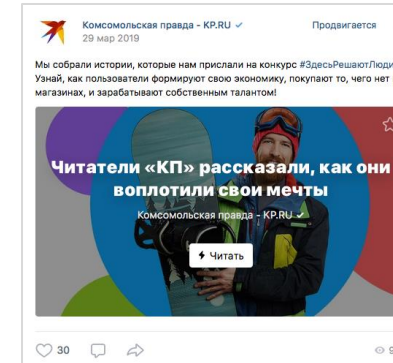 Комсомольская правда - KP.RU
29 мар 2019
Продвигается
Мы собрали истории, которые нам прислали на конкурс #ЗдесьРешаютЛюди
Узнай, как пользователи формируют свою экономику, покупают то, чего нет
магазинах, и зарабатывают собственным талантом!
Читатели «КП» рассказали, как они
воплотили свои мечты
Комсомольская правда - KP.RU
Читать
30